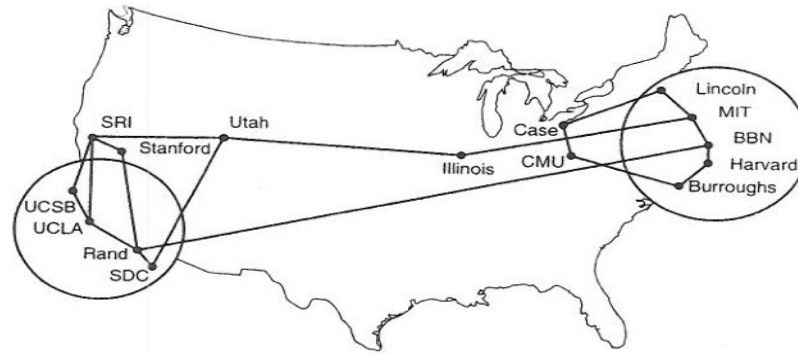 Lincoln
MIT
SRI
Utah
Case
BBN
Stanford
Illinois
CMU
Harvard
Burroughs
UCSB
UCLA
Rand
SDC